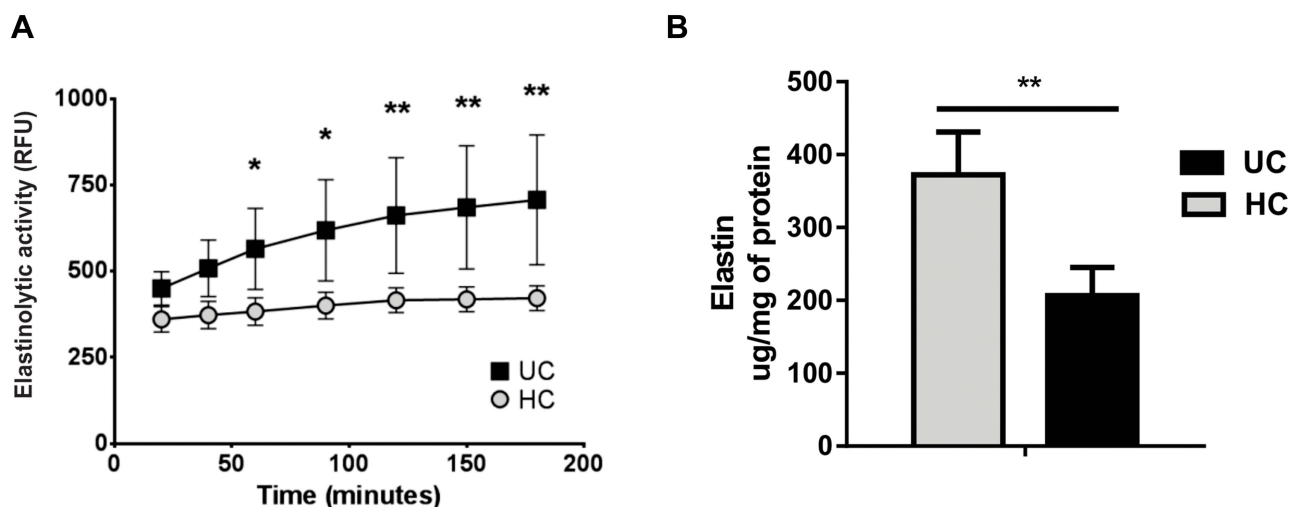 A
Elastinolytic activity (RFU)
1000
750
500
250
0
*
*
**
**
**
UC
HC
0 50 100 150 200
Time (minutes)
B
Elastin
ug/mg of protein
500
400
300
200
100
0
**
UC
HC